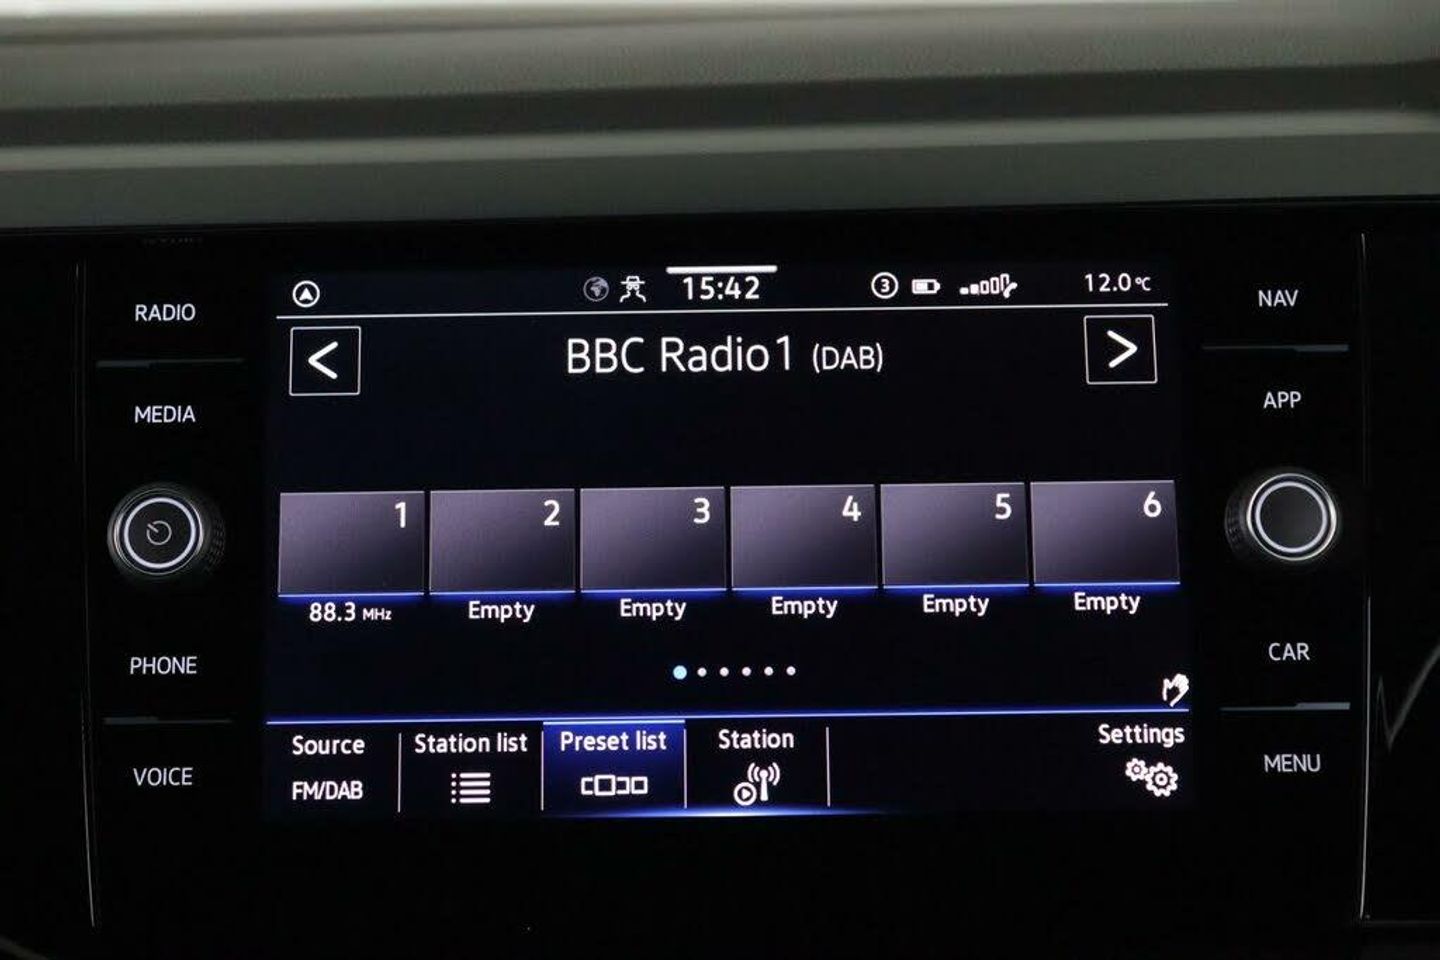 RADIO
MEDIA
PHONE
VOICE
15:42
3
12.0°C
BBC Radio1 (DAB)
1
2
3
4
5
6
88.3 MHz
Empty
Empty
Empty
Empty
Empty
Source
FM/DAB
Station list
Preset list
Station
Settings
NAV
APP
CAR
MENU